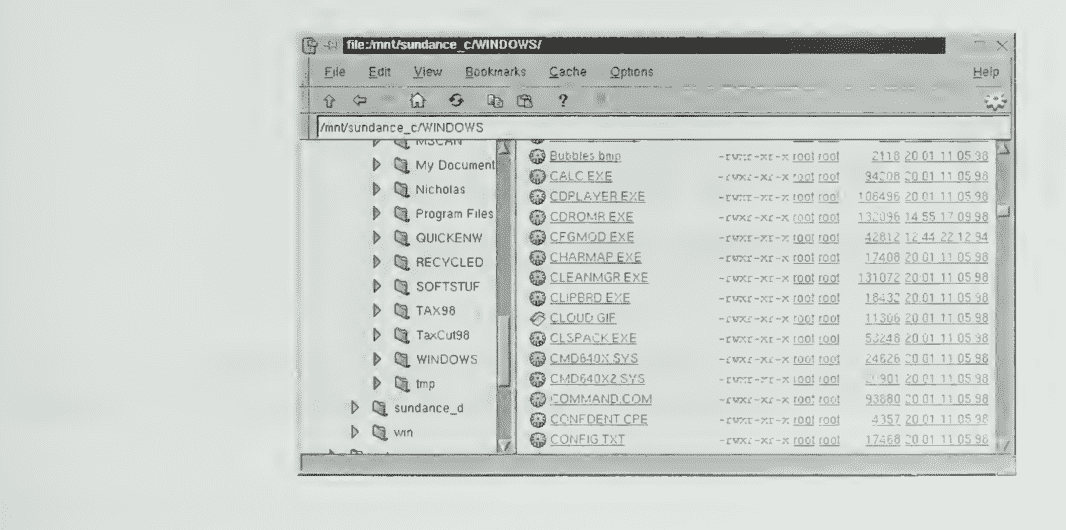 file:/mnt/sundance_c/WINDOWS/
File Edit View Bookmarks Cache Options Help
/mnt/sundance_c/WINDOWS
MSCAN
My Document
Nicholas
Program Files
QUICKENW
RECYCLED
SOFTSTUF
TAX98
TaxCut98
WINDOWS
tmp
sundance_d
win
Bubbles.bmp -rwxr-xr-x root root 2118 20:01 11.05.98
CALC.EXE -rwxr-xr-x root root 94208 20:01 11.05.98
CDPLAYER.EXE -rwxr-xr-x root root 106496 20:01 11.05.98
CDROMR.EXE -rwxr-xr-x root root 14:55 17.09.98
CFGMOD.EXE -rwxr-xr-x root root 42812 12:44 22.12.94
CHARMAP.EXE -rwxr-xr-x root root 17408 20:01 11.05.98
CLEANMGR.EXE -rwxr-xr-x root root 131072 20:01 11.05.98
CLIPBRD.EXE -rwxr-xr-x root root 18432 20:01 11.05.98
CLOUD.GIF -rwxr-xr-x root root 11306 20:01 11.05.98
CLSPACK.EXE -rwxr-xr-x root root 53248 20:01 11.05.98
CMD640X.SYS -rwxr-xr-x root root 24626 20:01 11.05.98
CMD640X2.SYS -rwxr-xr-x root root 20:01 11.05.98
COMMAND.COM -rwxr-xr-x root root 93880 20:01 11.05.98
CONFDENT.CPE -rwxr-xr-x root root 4357 20:01 11.05.98
CONFIG.TXT -rwxr-xr-x root root 17468 20:01 11.05.98